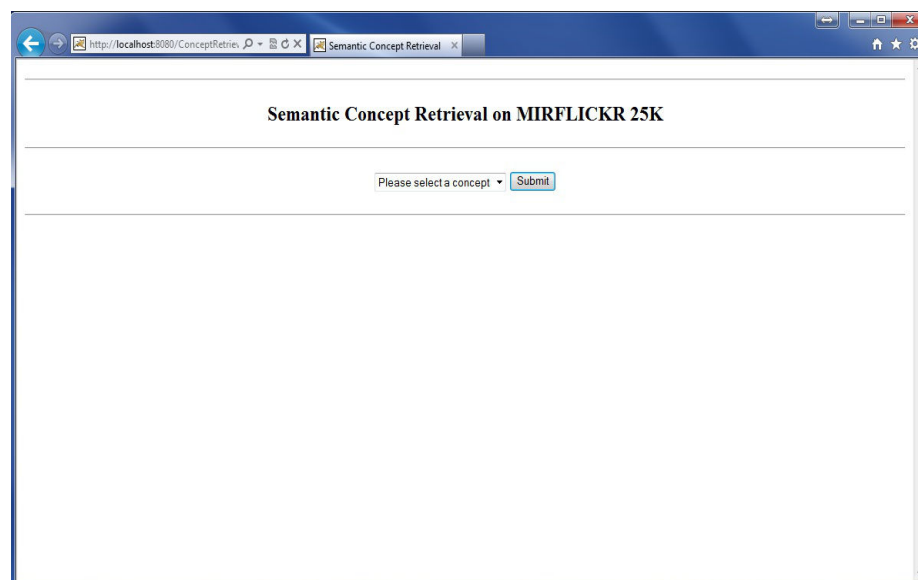 http://localhost:8080/ConceptRetriev
Semantic Concept Retrieval
Semantic Concept Retrieval on MIRFLICKR 25K
Please select a concept
Submit